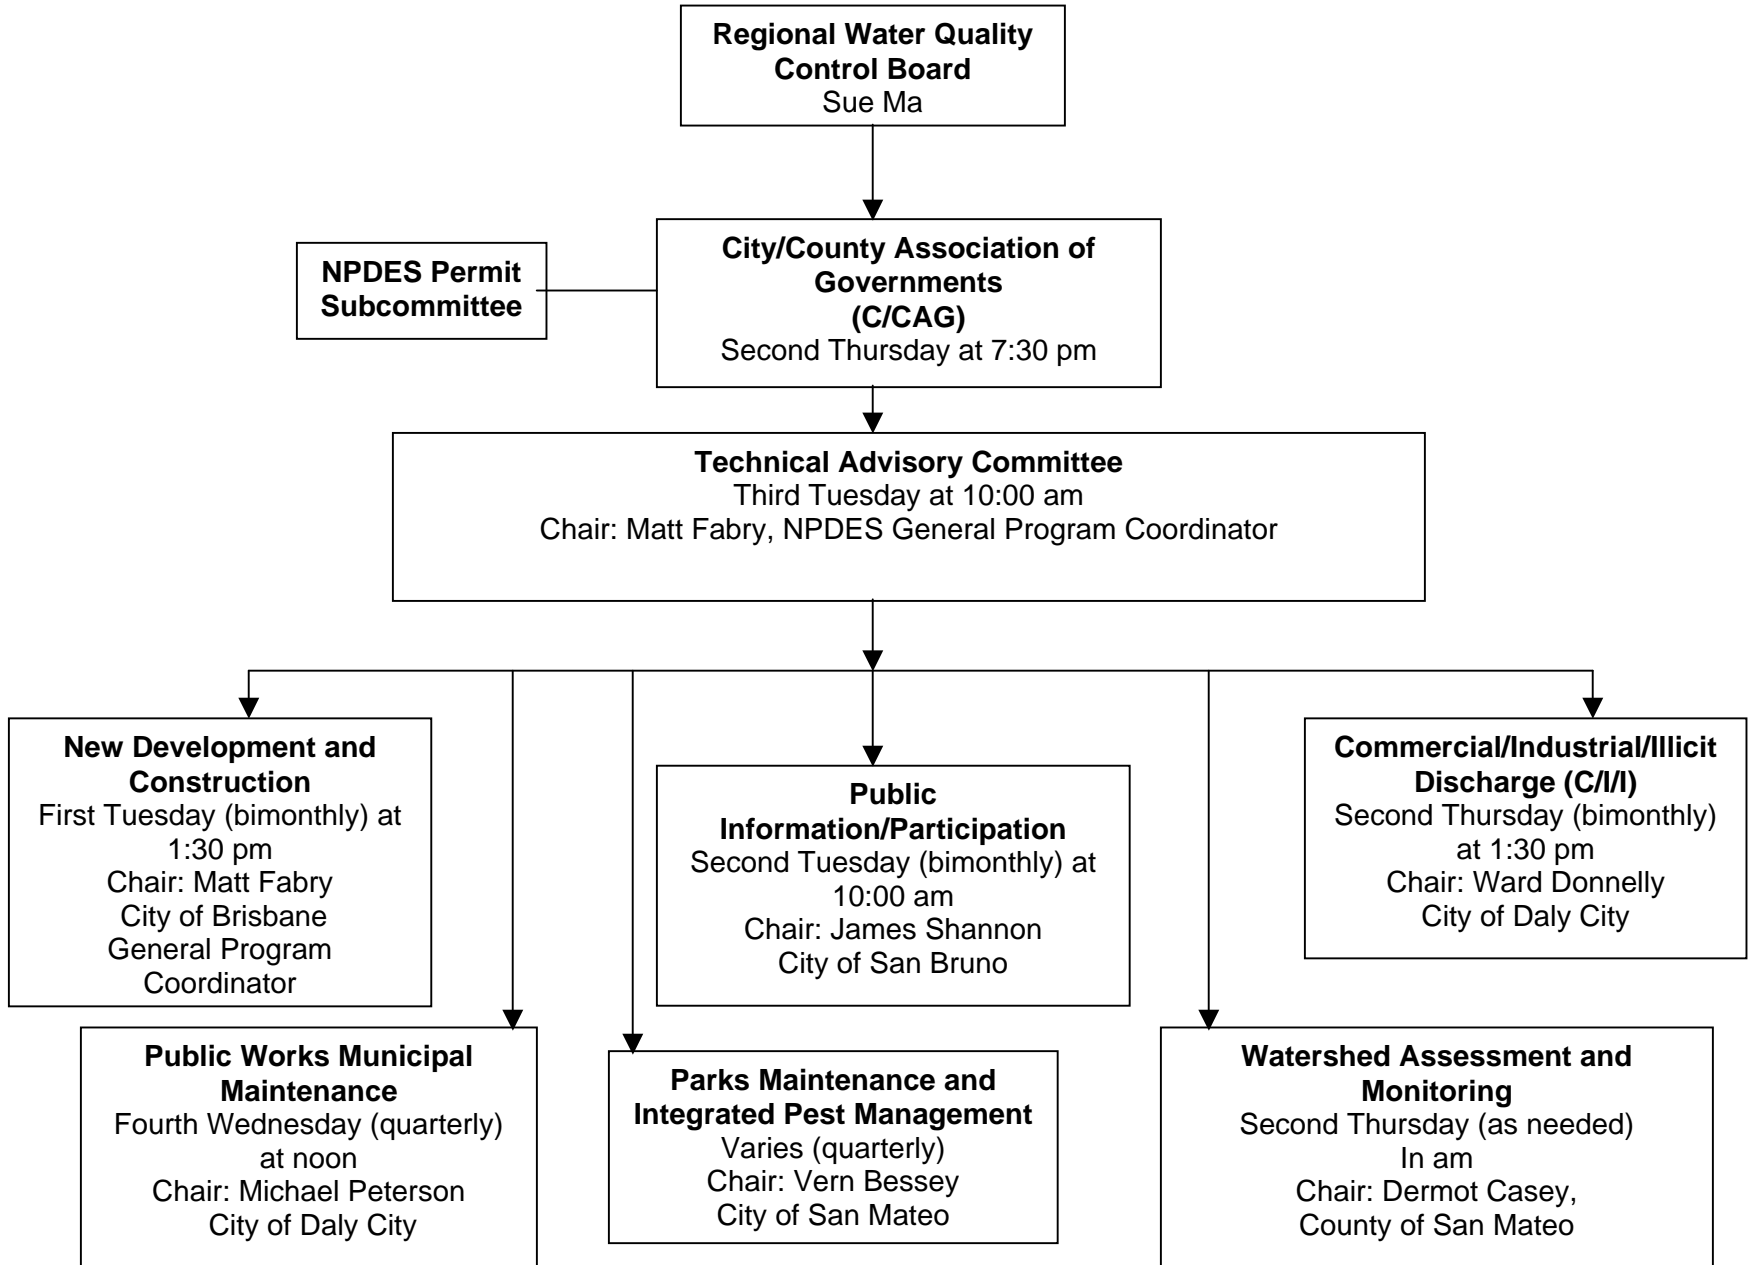 Regional Water Quality
Control Board
Sue Ma
NPDES Permit
Subcommittee
City/County Association of
Governments
(C/CAG)
Second Thursday at 7:30 pm
Technical Advisory Committee
Third Tuesday at 10:00 am
Chair: Matt Fabry, NPDES General Program Coordinator
New Development and
Construction
First Tuesday (bimonthly) at
1:30 pm
Chair: Matt Fabry
City of Brisbane
General Program
Coordinator
Public
Information/Participation
Second Tuesday (bimonthly) at
10:00 am
Chair: James Shannon
City of San Bruno
Commercial/Industrial/Illicit
Discharge (C/I/I)
Second Thursday (bimonthly)
at 1:30 pm
Chair: Ward Donnelly
City of Daly City
Public Works Municipal
Maintenance
Fourth Wednesday (quarterly)
at noon
Chair: Michael Peterson
City of Daly City
Parks Maintenance and
Integrated Pest Management
Varies (quarterly)
Chair: Vern Bessey
City of San Mateo
Watershed Assessment and
Monitoring
Second Thursday (as needed)
In am
Chair: Dermot Casey,
County of San Mateo